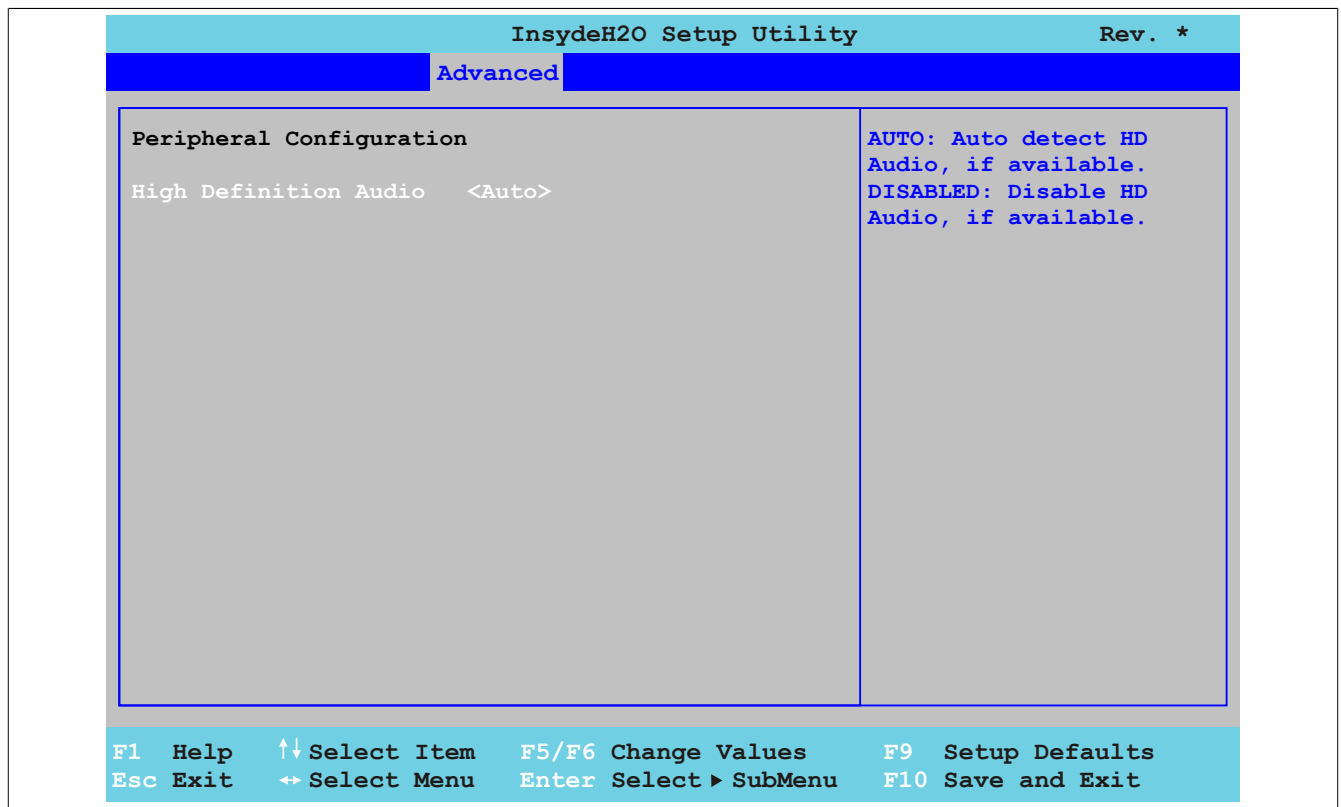 InsydeH2O Setup Utility Rev. *
Advanced
Peripheral Configuration
High Definition Audio <Auto>
AUTO: Auto detect HD
Audio, if available.
DISABLED: Disable HD
Audio, if available.
F1 Help ↑↓ Select Item F5/F6 Change Values F9 Setup Defaults
Esc Exit ↔ Select Menu Enter Select ► SubMenu F10 Save and Exit